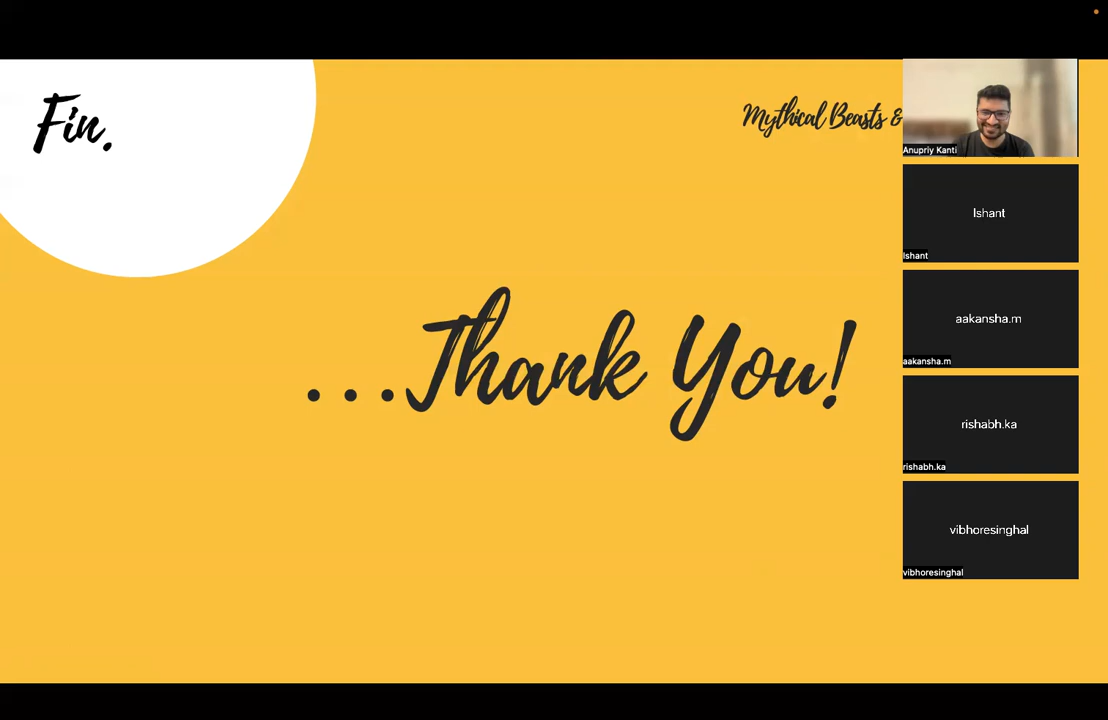 Fin.
Mythical Beasts &
...Thank You!
Anupriy Kanti
Ishant
Ishant
aakansha.m
aakansha.m
rishabh.ka
rishabh.ka
vibhoresinghal
vibhoresinghal